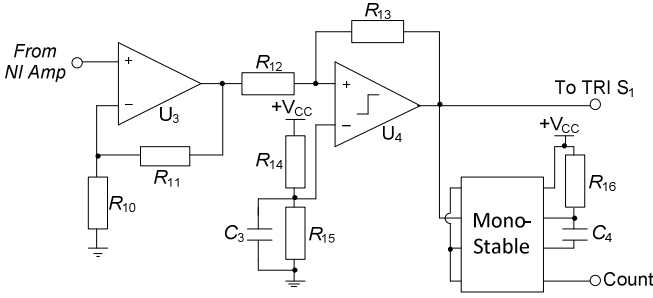 From
NI Amp
+
−
U3
R10
R11
R12
R13
+
−
U4
+VCC
R14
C3
R15
To TRI S1
+VCC
R16
C4
Mono-
Stable
Count